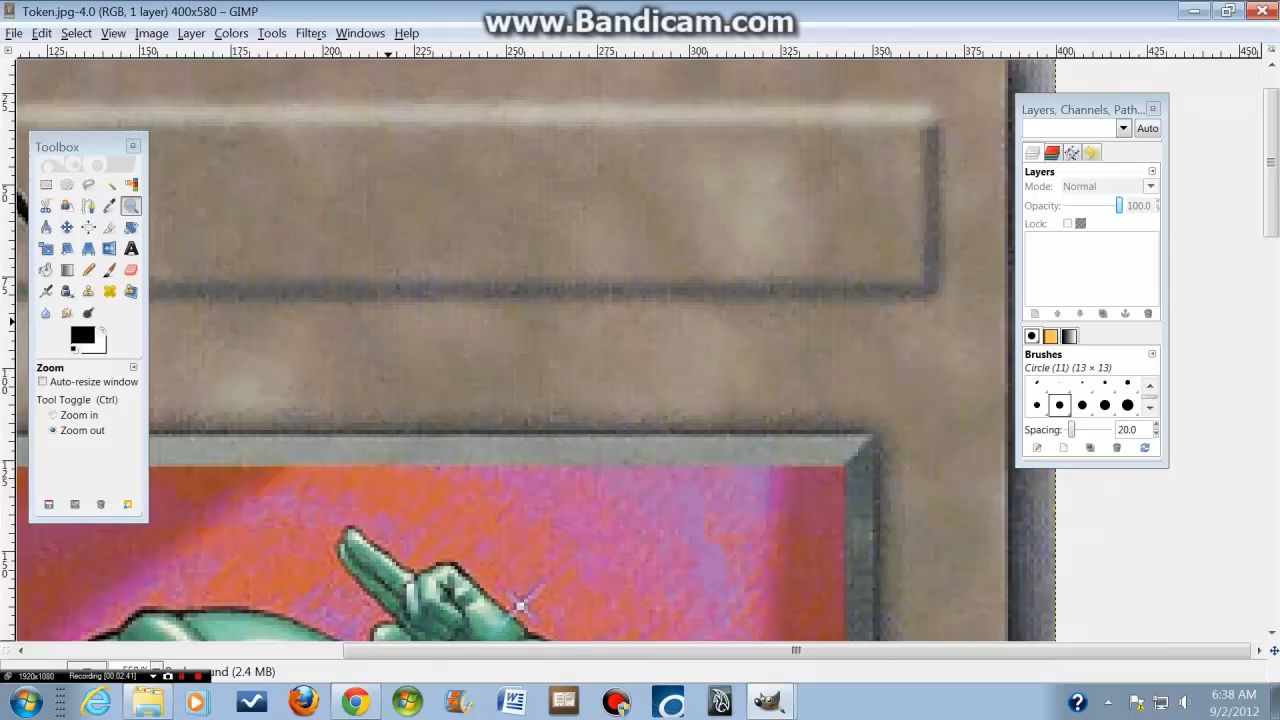 Token.jpg-4.0 (RGB, 1 layer) 400x580 – GIMP
www.Bandicam.com
File Edit Select View Image Layer Colors Tools Filters Windows Help
125 150 175 200 225 250 275 300 325 350 375 400 425 450
Toolbox
Zoom
Auto-resize window
Tool Toggle (Ctrl)
Zoom in
Zoom out
Layers, Channels, Path...
Auto
Layers
Mode: Normal
Opacity: 100.0
Lock:
Brushes
Circle (11) (13 × 13)
Spacing: 20.0
(2.4 MB)
1920x1080 Recording [00:02:41]
6:38 AM
9/2/2012